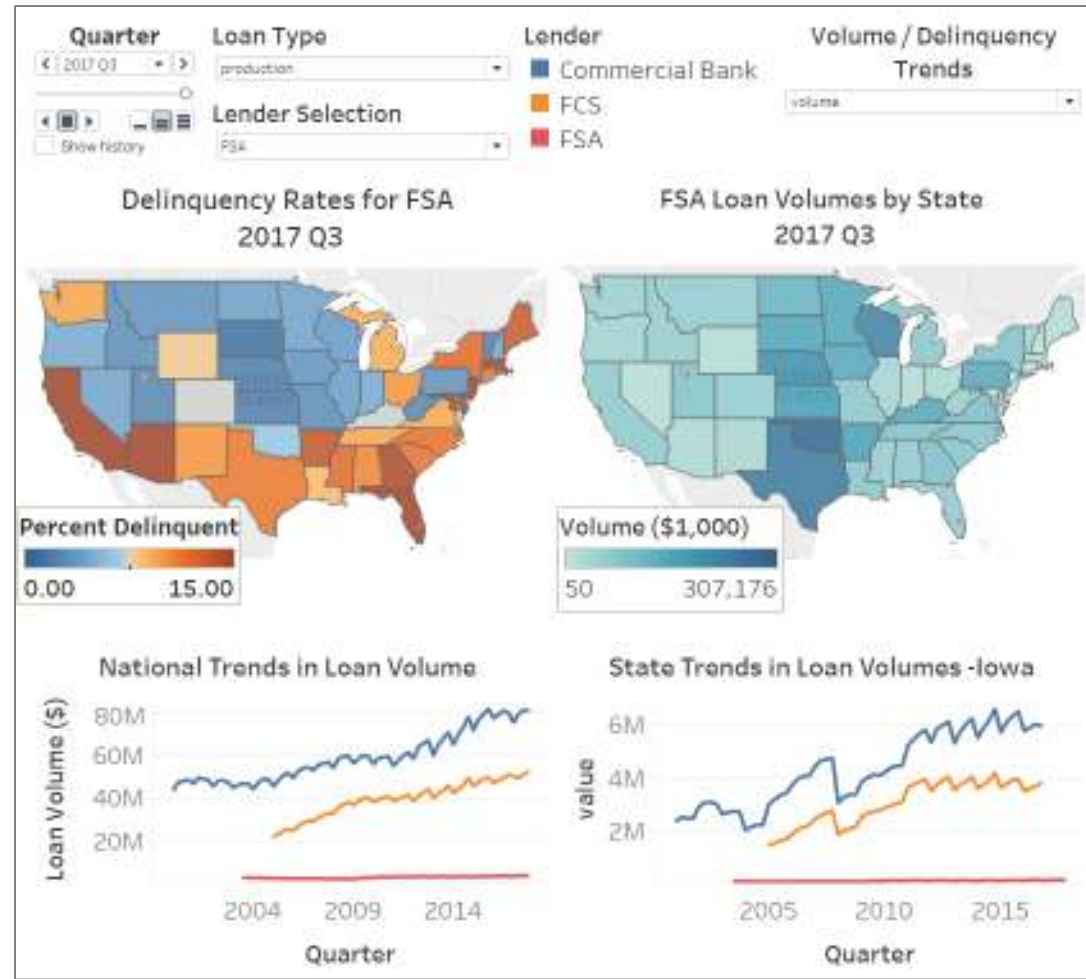 Quarter
2017 Q3
Show history
Loan Type
production
Lender Selection
FSA
Lender
Commercial Bank
FCS
FSA
Volume / Delinquency
Trends
volume
Delinquency Rates for FSA
2017 Q3
FSA Loan Volumes by State
2017 Q3
Percent Delinquent
0.00 15.00
Volume ($1,000)
50 307,176
National Trends in Loan Volume
Loan Volume ($)
80M
60M
40M
20M
2004 2009 2014
Quarter
State Trends in Loan Volumes -Iowa
value
6M
4M
2M
2005 2010 2015
Quarter